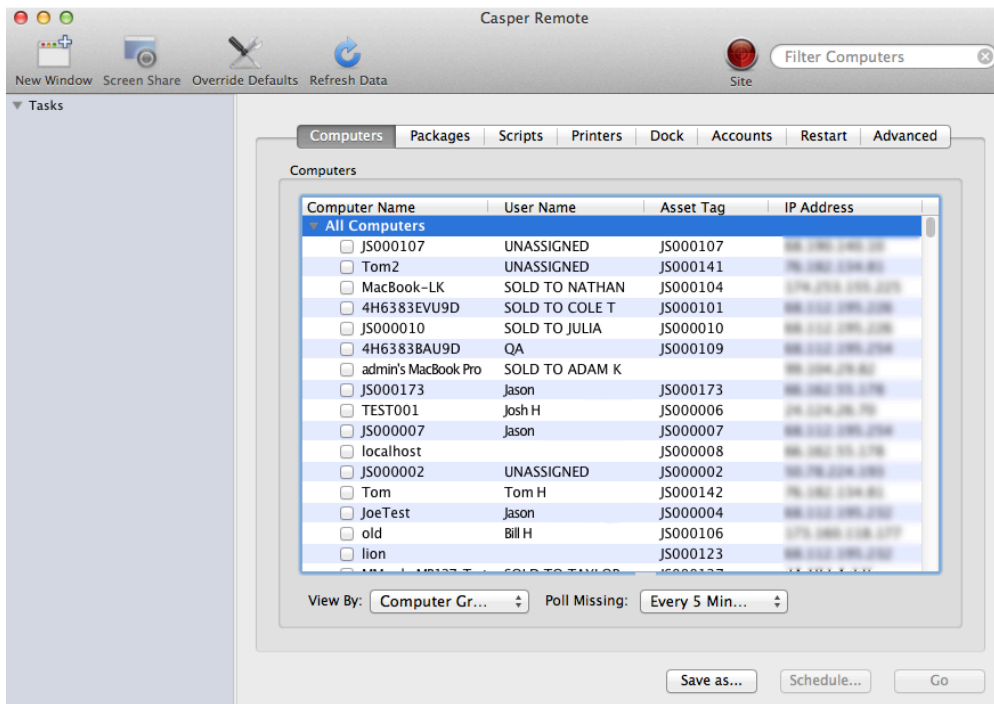 Casper Remote
New Window Screen Share Override Defaults Refresh Data Site Filter Computers
Tasks
Computers Packages Scripts Printers Dock Accounts Restart Advanced
Computers
Computer Name User Name Asset Tag IP Address
All Computers
JS000107 UNASSIGNED JS000107
Tom2 UNASSIGNED JS000141
MacBook-LK SOLD TO NATHAN JS000104
4H6383EVU9D SOLD TO COLE T JS000101
JS000010 SOLD TO JULIA JS000010
4H6383BAU9D QA JS000109
admin's MacBook Pro SOLD TO ADAM K
JS000173 Jason JS000173
TEST001 Josh H JS000006
JS000007 Jason JS000007
localhost JS000008
JS000002 UNASSIGNED JS000002
Tom Tom H JS000142
JoeTest Jason JS000004
old Bill H JS000106
lion JS000123
View By: Computer Gr... Poll Missing: Every 5 Min...
Save as... Schedule... Go